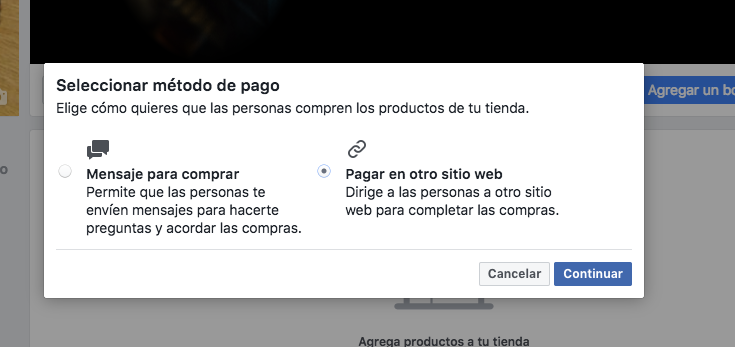 Seleccionar método de pago
Elige cómo quieres que las personas compren los productos de tu tienda.
Agregar un bo
Mensaje para comprar
Permite que las personas te
envíen mensajes para hacerte
preguntas y acordar las compras.
Pagar en otro sitio web
Dirige a las personas a otro sitio
web para completar las compras.
Cancelar
Continuar
Agrega productos a tu tienda